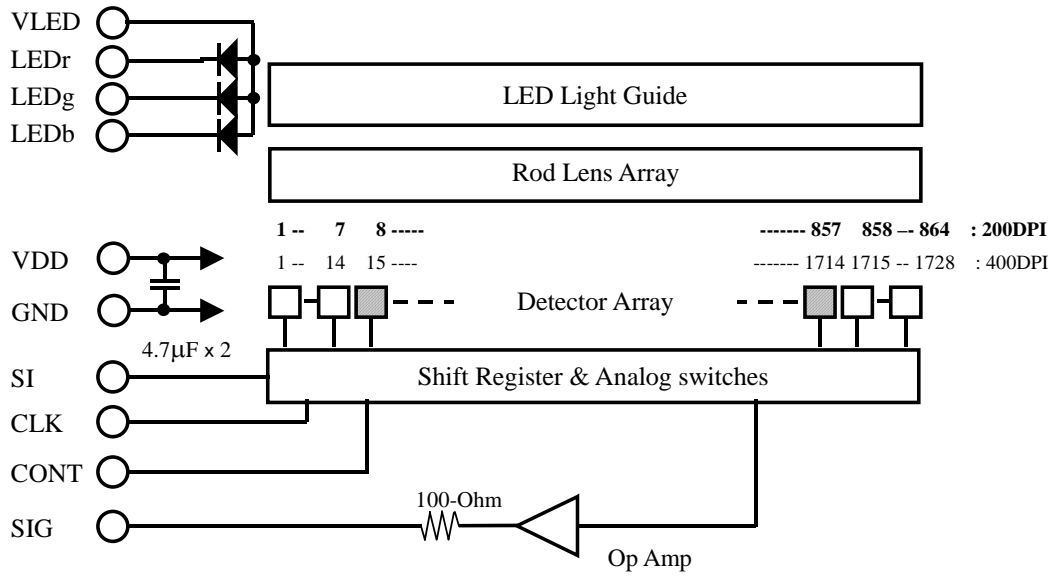 VLED
LEDr
LEDg
LEDb
LED Light Guide
Rod Lens Array
1 -- 7 8 ----- ------- 857 858 –- 864 : 200DPI
1 -- 14 15 ---- ------- 1714 1715 -- 1728 : 400DPI
VDD
GND
Detector Array
4.7μF x 2
SI
Shift Register & Analog switches
CLK
CONT
100-Ohm
SIG
Op Amp